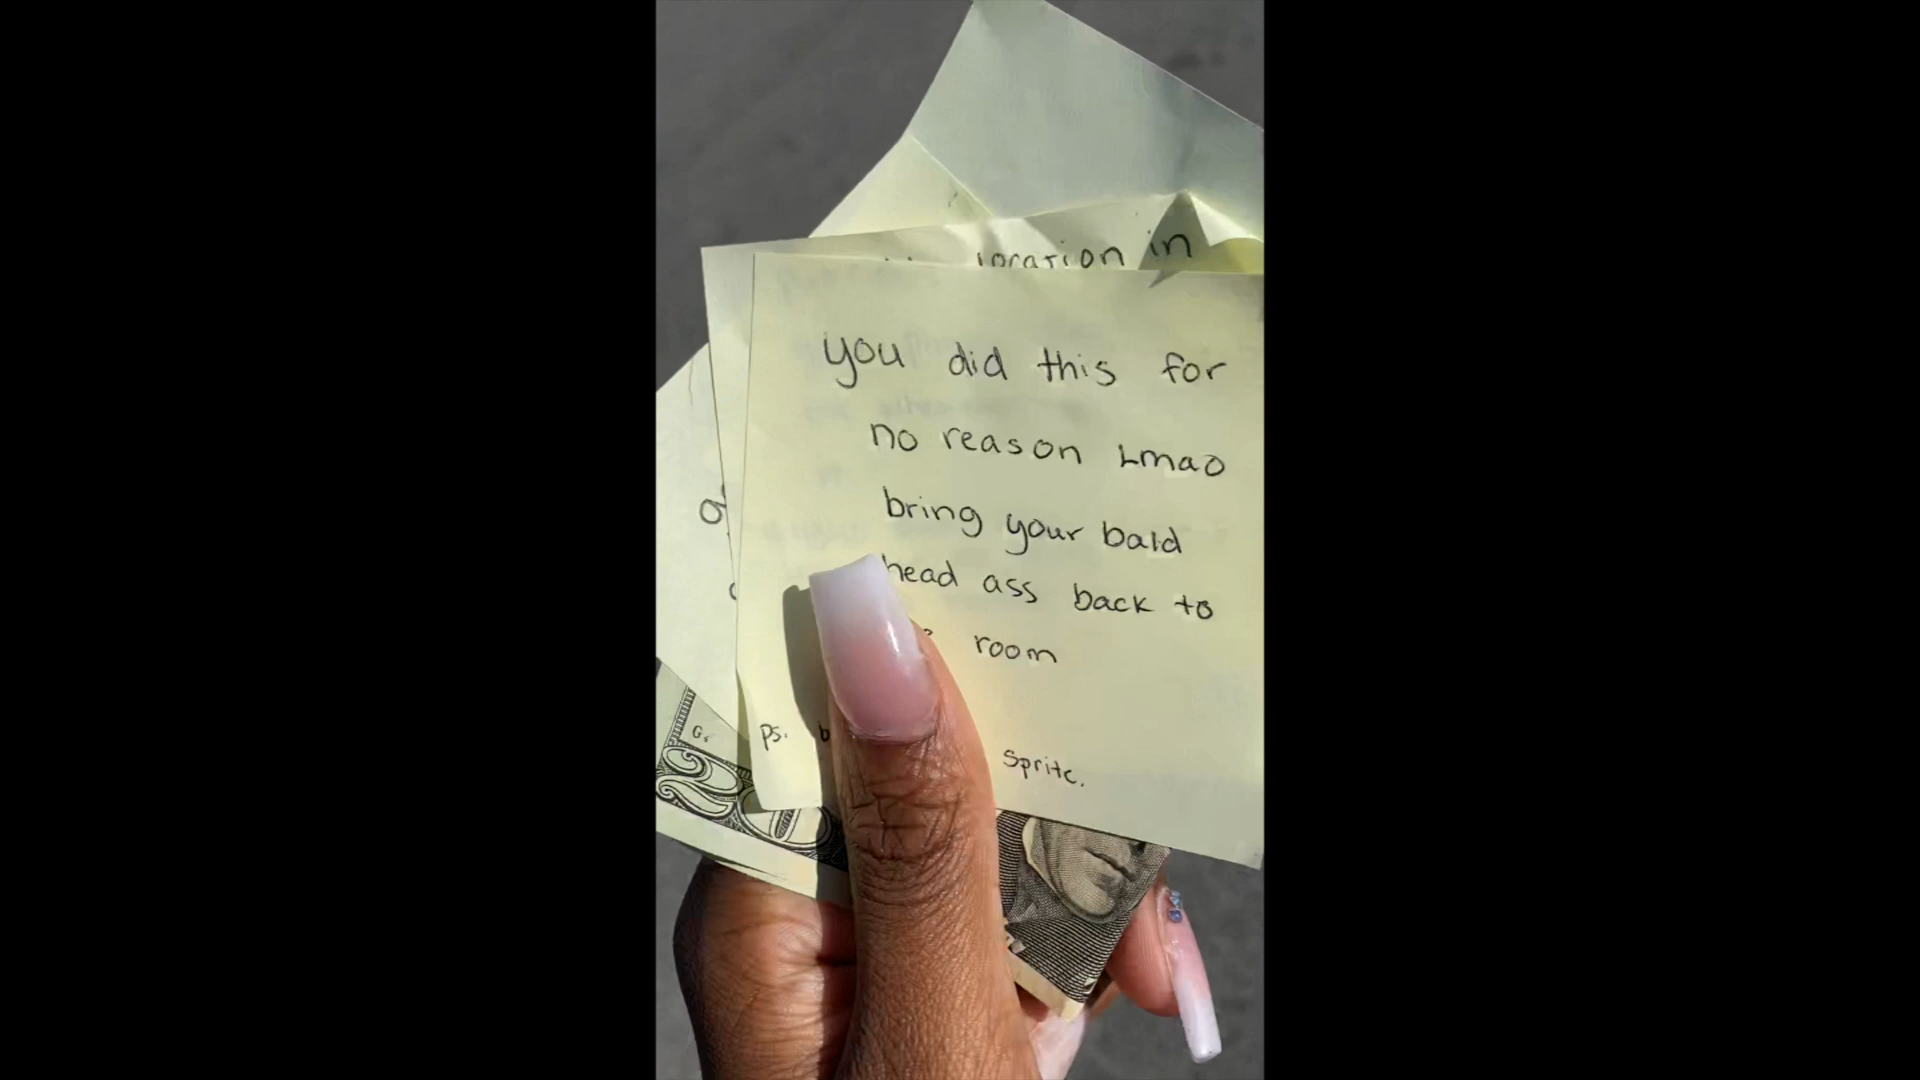 location in
you did this for
no reason Lmao
bring your bald
head ass back to
room
Ps. Sprite.
20